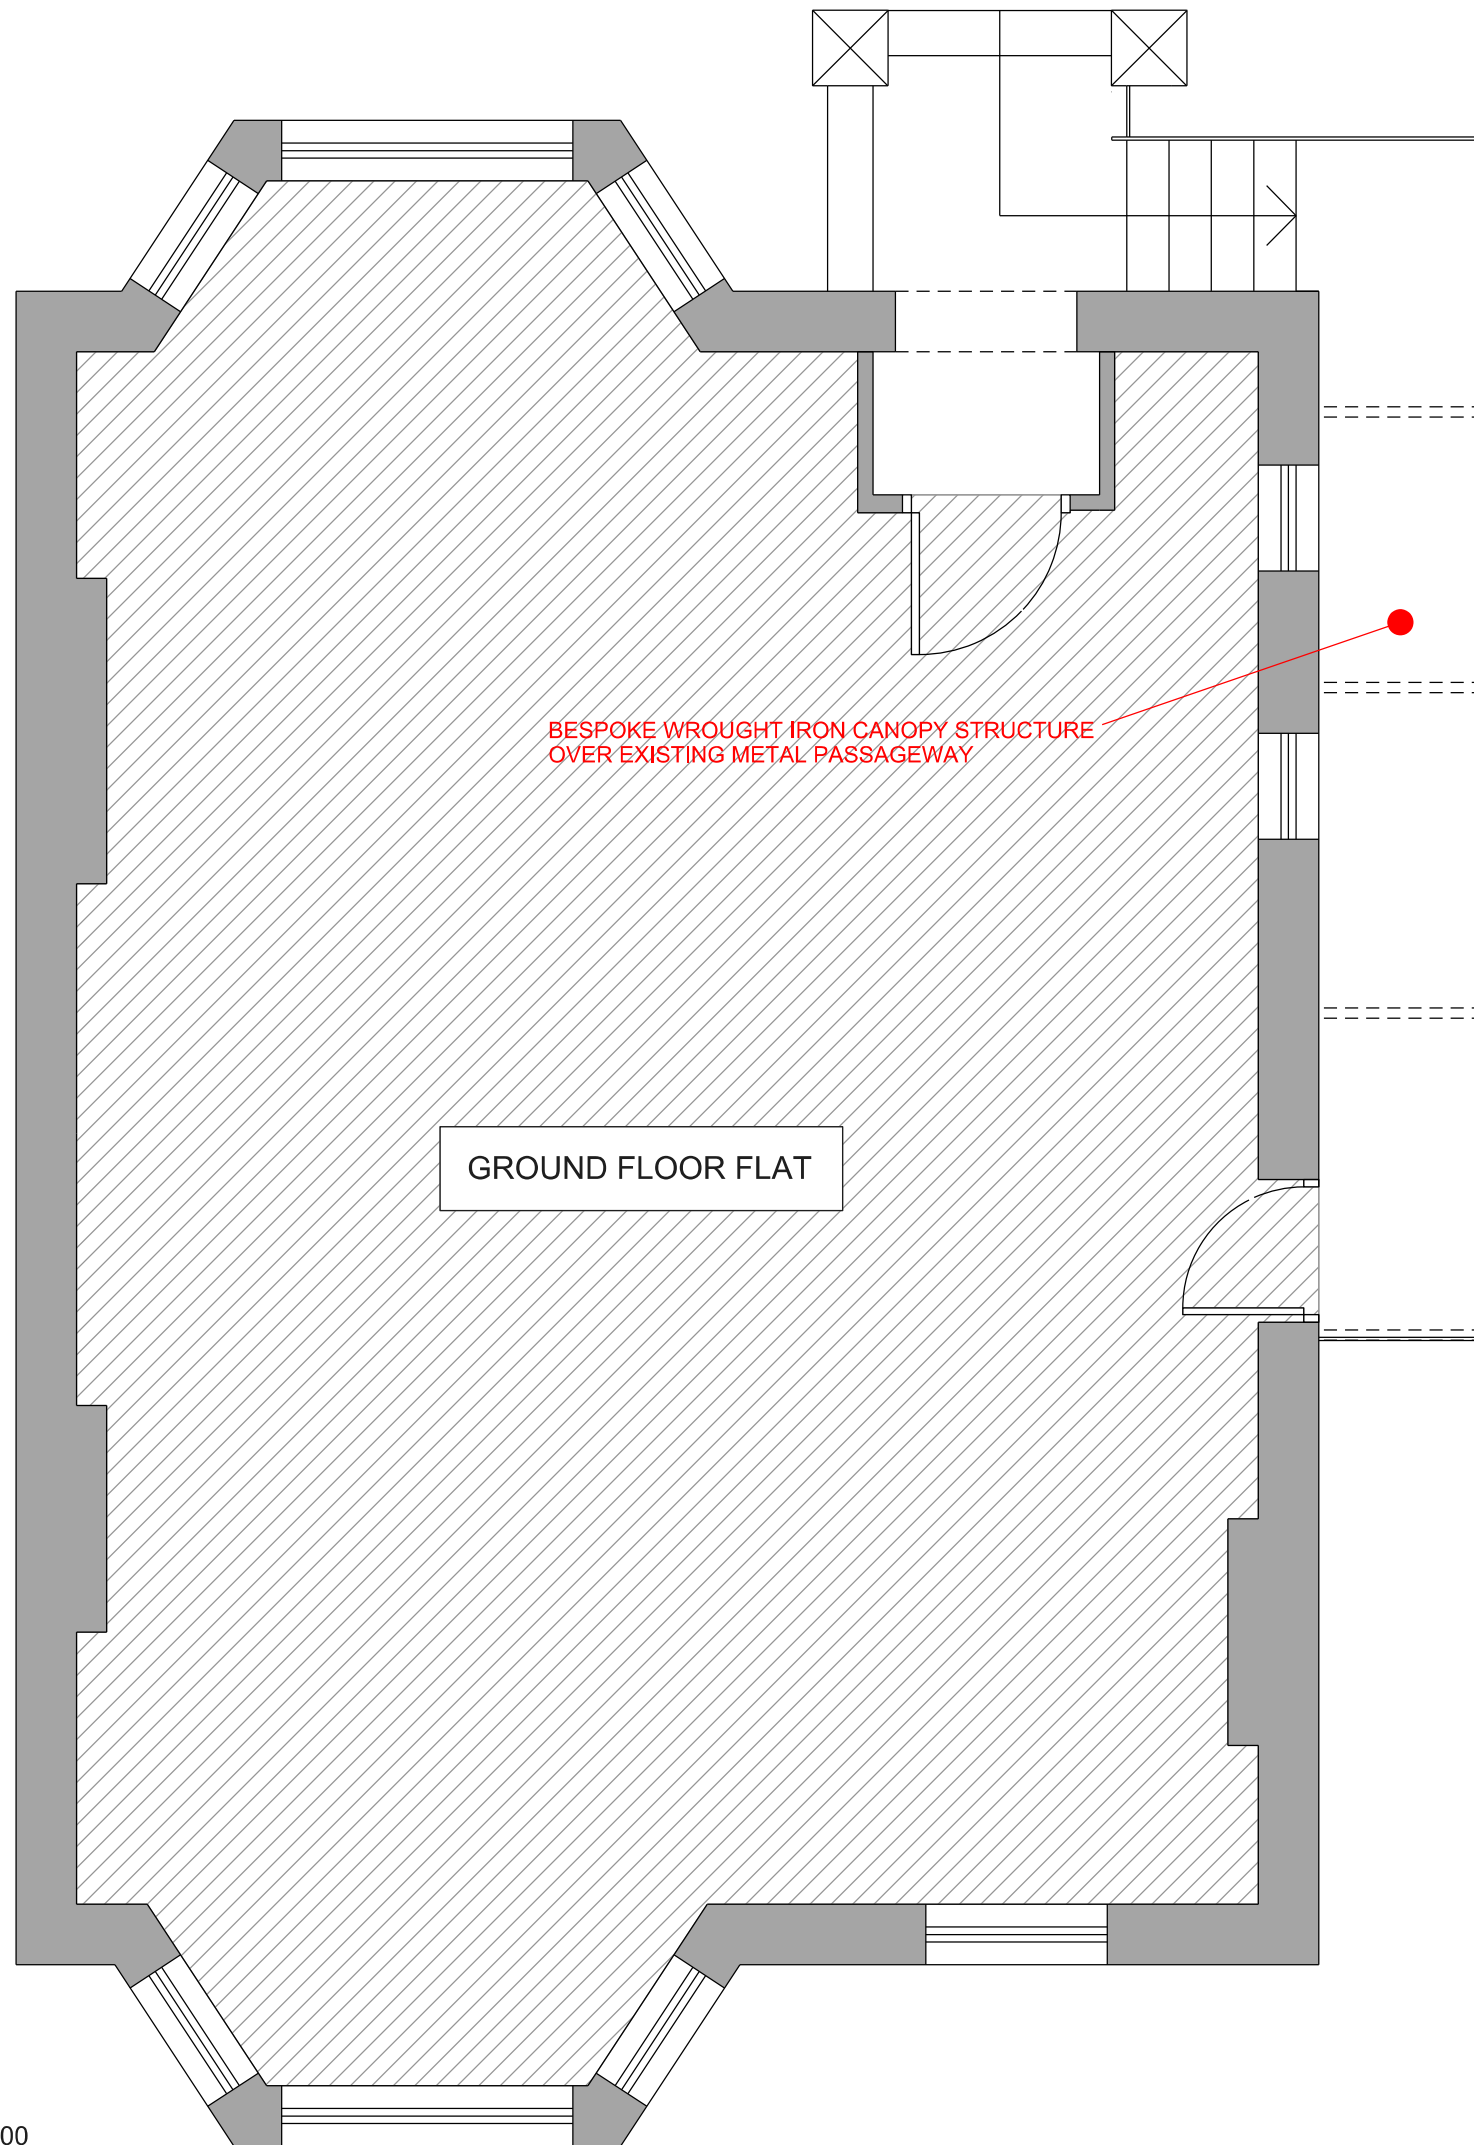 BESPOKE WROUGHT IRON CANOPY STRUCTURE
OVER EXISTING METAL PASSAGEWAY
GROUND FLOOR FLAT
00